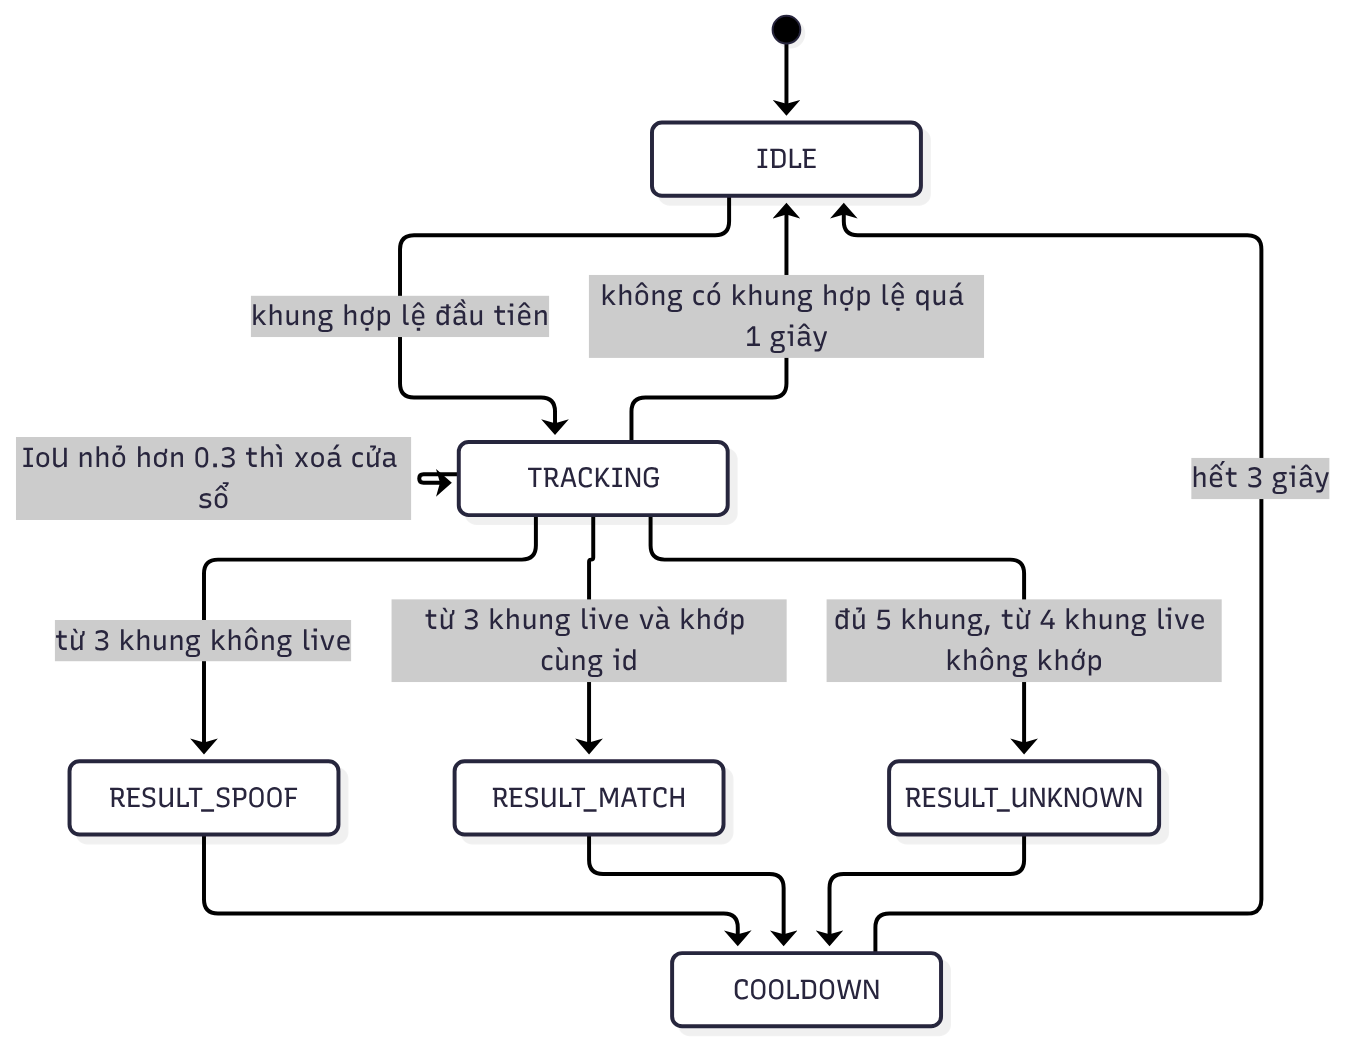 IDLE
khung hợp lệ đầu tiên
không có khung hợp lệ quá
1 giây
IoU nhỏ hơn 0.3 thì xoá cửa
sổ
TRACKING
hết 3 giây
từ 3 khung không live
từ 3 khung live và khớp
cùng id
đủ 5 khung, từ 4 khung live
không khớp
RESULT_SPOOF
RESULT_MATCH
RESULT_UNKNOWN
COOLDOWN